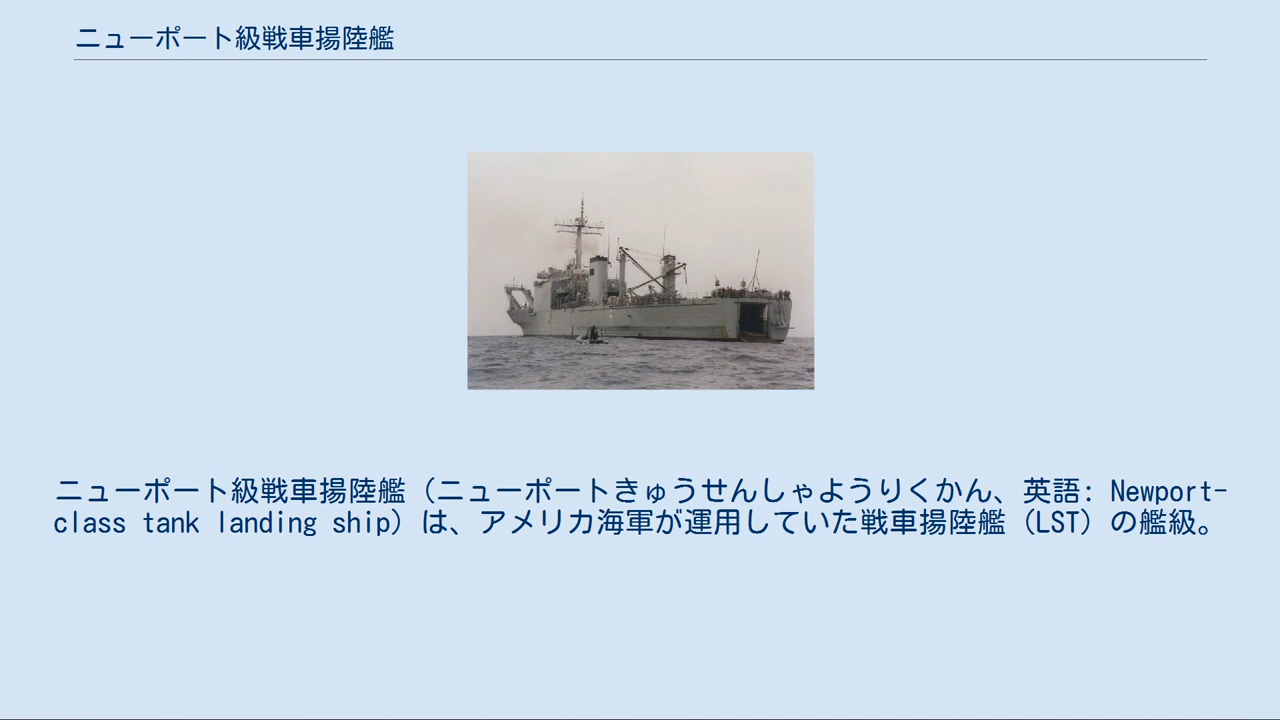 ニューポート級戦車揚陸艦
ニューポート級戦車揚陸艦（ニューポートきゅうせんしゃようりくかん、英語: Newport-
class tank landing ship）は、アメリカ海軍が運用していた戦車揚陸艦（LST）の艦級。